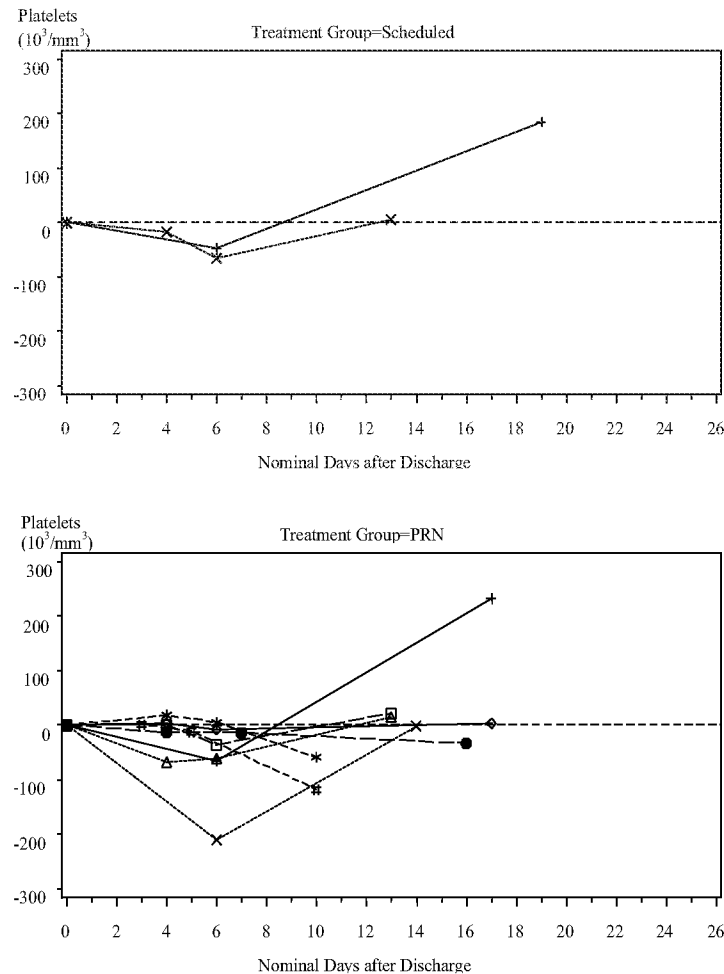 Platelets
(10³/mm³)
Treatment Group=Scheduled
300
200
100
0
-100
-200
-300
0 2 4 6 8 10 12 14 16 18 20 22 24 26
Nominal Days after Discharge
Platelets
(10³/mm³)
Treatment Group=PRN
300
200
100
0
-100
-200
-300
0 2 4 6 8 10 12 14 16 18 20 22 24 26
Nominal Days after Discharge